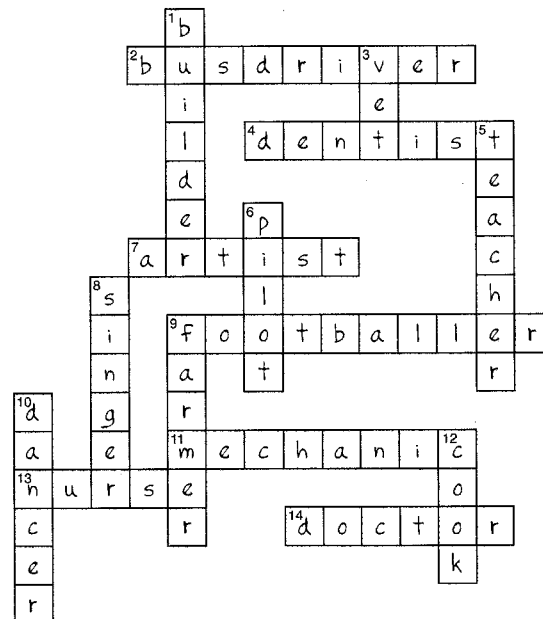 1 builder
2 busdriver
3 vet
4 dentist
5 teacher
6 pilot
7 artist
8 singer
9 footballer
farmer
10 dancer
11 mechanic
12 cook
13 nurse
14 doctor